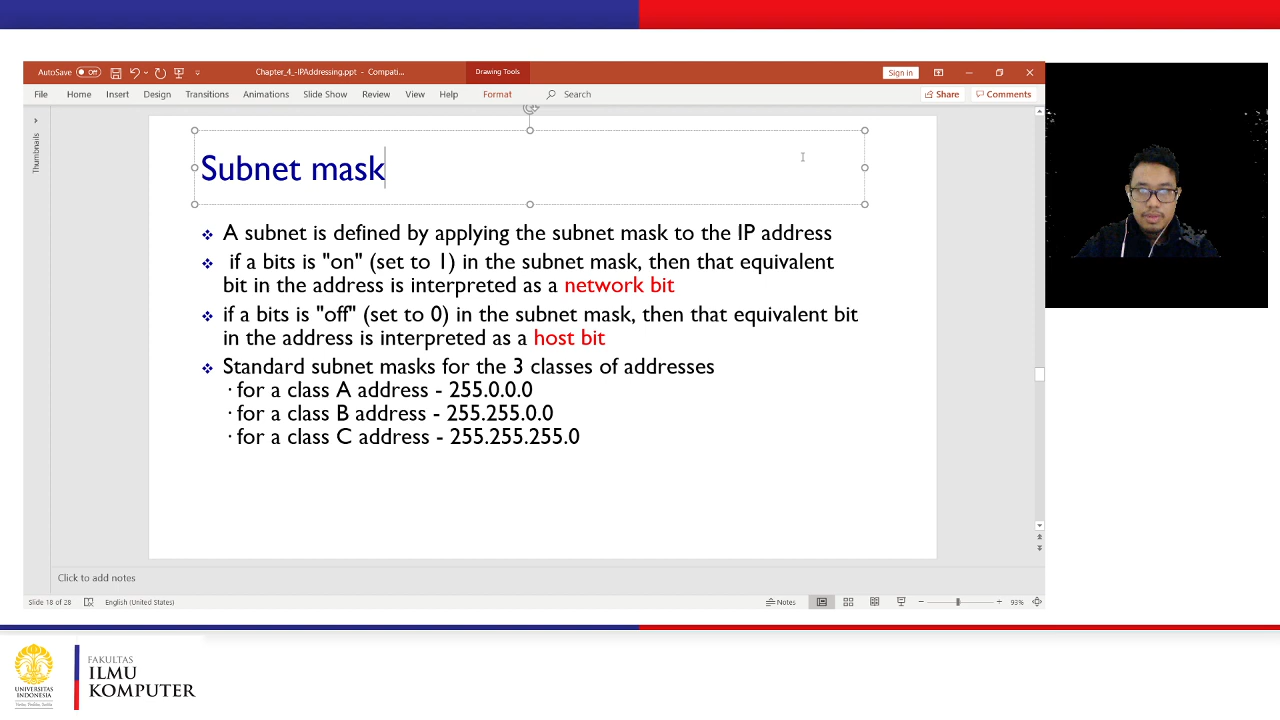 AutoSave Off
Chapter_4_-IPAddressing.ppt - Compati...
Drawing Tools
Sign in
File Home Insert Design Transitions Animations Slide Show Review View Help Format Search Share Comments
Thumbnails
Subnet mask
A subnet is defined by applying the subnet mask to the IP address
if a bits is "on" (set to 1) in the subnet mask, then that equivalent
bit in the address is interpreted as a network bit
if a bits is "off" (set to 0) in the subnet mask, then that equivalent bit
in the address is interpreted as a host bit
Standard subnet masks for the 3 classes of addresses
· for a class A address - 255.0.0.0
· for a class B address - 255.255.0.0
· for a class C address - 255.255.255.0
Click to add notes
Slide 18 of 28 English (United States) Notes 93%
UNIVERSITAS
INDONESIA
FAKULTAS
ILMU
KOMPUTER